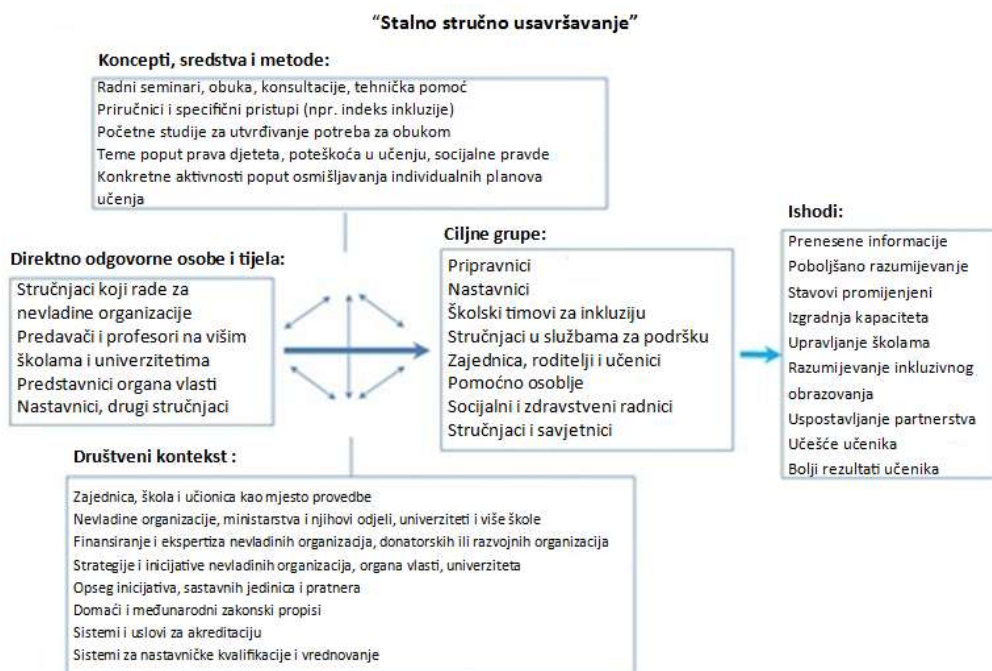 “Stalno stručno usavršavanje”
Koncepti, sredstva i metode:
Radni seminari, obuka, konsultacije, tehnička pomoć
Priručnici i specifični pristupi (npr. indeks inkluzije)
Početne studije za utvrđivanje potreba za obukom
Teme poput prava djeteta, poteškoća u učenju, socijalne pravde
Konkretne aktivnosti poput osmišljavanja individualnih planova
učenja
Direktno odgovorne osobe i tijela:
Stručnjaci koji rade za
nevladine organizacije
Predavači i profesori na višim
školama i univerzitetima
Predstavnici organa vlasti
Nastavnici, drugi stručnjaci
Ciljne grupe:
Pripravnici
Nastavnici
Školski timovi za inkluziju
Stručnjaci u službama za podršku
Zajednica, roditelji i učenici
Pomoćno osoblje
Socijalni i zdravstveni radnici
Stručnjaci i savjetnici
Ishodi:
Prenesene informacije
Poboljšano razumijevanje
Stavovi promijenjeni
Izgradnja kapaciteta
Upravljanje školama
Razumijevanje inkluzivnog
obrazovanja
Uspostavljanje partnerstva
Učešće učenika
Bolji rezultati učenika
Društveni kontekst :
Zajednica, škola i učionica kao mjesto provedbe
Nevladine organizacije, ministarstva i njihovi odjeli, univerziteti i više škole
Finansiranje i ekspertiza nevladinih organizacija, donatorskih ili razvojnih organizacija
Strategije i inicijative nevladinih organizacija, organa vlasti, univerziteta
Opseg inicijativa, sastavnih jedinica i pratnera
Domaći i međunarodni zakonski propisi
Sistemi i uslovi za akreditaciju
Sistemi za nastavničke kvalifikacije i vrednovanje